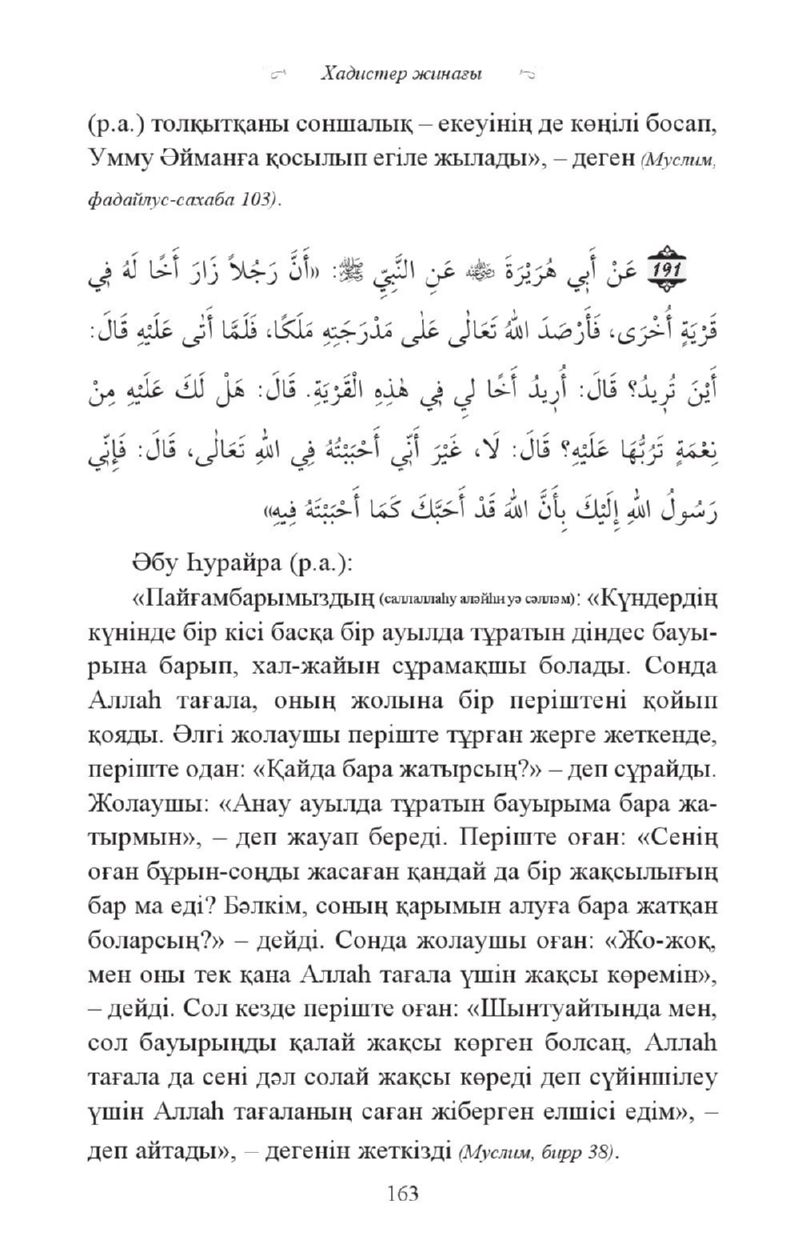 Хадистер жинағы
(р.а.) толқытқаны соншалық – екеуінің де көңілі босап,
Умму Әйманға қосылып егіле жылады», – деген (Муслим,
фадайлус-сахаба 103).
191 عَنْ أَبِي هُرَيْرَةَ رضي الله عنه عَنِ النَّبِيِّ ﷺ: «أَنَّ رَجُلاً زَارَ أَخًا لَهُ فِي
قَرْيَةٍ أُخْرَى، فَأَرْصَدَ اللهُ تَعَالٰى عَلٰى مَدْرَجَتِهِ مَلَكًا، فَلَمَّا أَتٰى عَلَيْهِ قَالَ:
أَيْنَ تُرِيدُ؟ قَالَ: أُرِيدُ أَخًا لِي فِي هٰذِهِ الْقَرْيَةِ. قَالَ: هَلْ لَكَ عَلَيْهِ مِنْ
نِعْمَةٍ تَرُبُّهَا عَلَيْهِ؟ قَالَ: لَا، غَيْرَ أَنِّي أَحْبَبْتُهُ فِي اللهِ تَعَالٰى، قَالَ: فَإِنِّي
رَسُولُ اللهِ إِلَيْكَ بِأَنَّ اللهَ قَدْ أَحَبَّكَ كَمَا أَحْبَبْتَهُ فِيهِ»
Әбу Һурайра (р.а.):
«Пайғамбарымыздың (саллаллаһу аләйһи уә сәлләм): «Күндердің
күнінде бір кісі басқа бір ауылда тұратын діндес бауы-
рына барып, хал-жайын сұрамақшы болады. Сонда
Аллаһ тағала, оның жолына бір періштені қойып
қояды. Әлгі жолаушы періште тұрған жерге жеткенде,
періште одан: «Қайда бара жатырсың?» – деп сұрайды.
Жолаушы: «Анау ауылда тұратын бауырыма бара жа-
тырмын», – деп жауап береді. Періште оған: «Сенің
оған бұрын-соңды жасаған қандай да бір жақсылығың
бар ма еді? Бәлкім, соның қарымын алуға бара жатқан
боларсың?» – дейді. Сонда жолаушы оған: «Жо-жоқ,
мен оны тек қана Аллаһ тағала үшін жақсы көремін»,
– дейді. Сол кезде періште оған: «Шынтуайтында мен,
сол бауырыңды қалай жақсы көрген болсаң, Аллаһ
тағала да сені дәл солай жақсы көреді деп сүйіншілеу
үшін Аллаһ тағаланың саған жіберген елшісі едім», –
деп айтады», – дегенін жеткізді (Муслим, бирр 38).
163